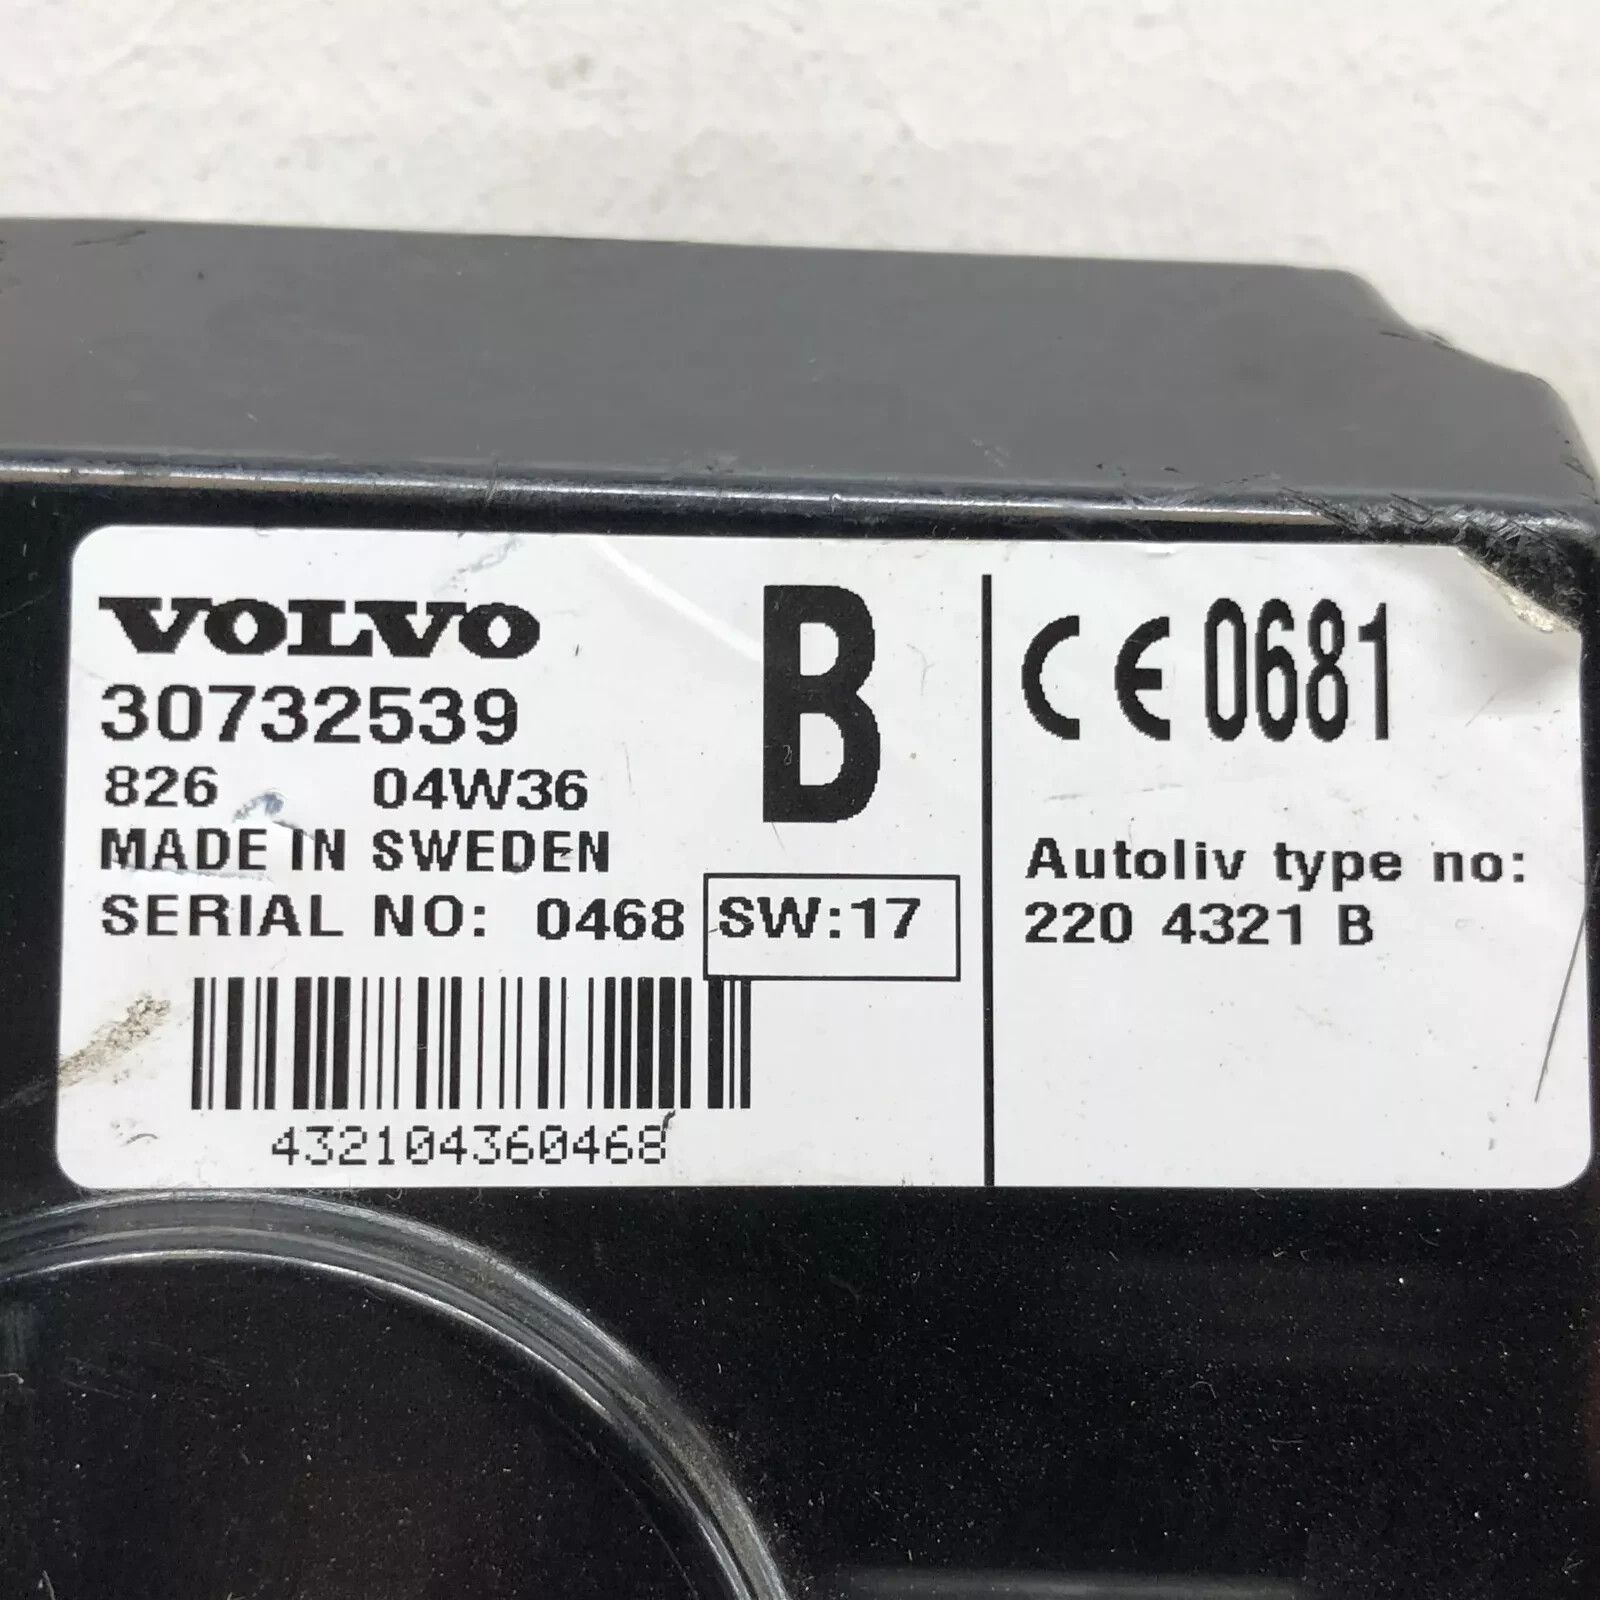 VOLVO
30732539
826 04W36
MADE IN SWEDEN
SERIAL NO: 0468
SW:17
432104360468
B
CE 0681
Autoliv type no:
220 4321 B